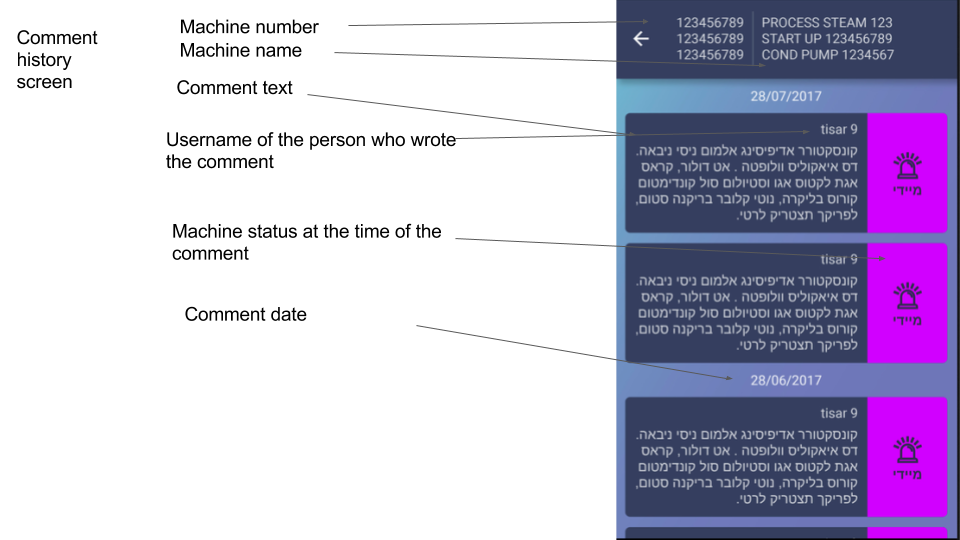 Comment
history
screen
Machine number
Machine name
Comment text
Username of the person who wrote
the comment
Machine status at the time of the
comment
Comment date
123456789 PROCESS STEAM 123
123456789 START UP 123456789
123456789 COND PUMP 1234567
28/07/2017
tisar 9
קונסקטורר אדיפיסינג אלמום ניסי ניבאה.
דס איאקוליס וולופטה . אט דולור, קראס
אגת לקטוס אגו וסטיולום סול קונדימטום
קורוס בליקרה, נוטי קלובר בריקנה סטום,
לפריקך תצטריק לרטי.
מיידי
tisar 9
קונסקטורר אדיפיסינג אלמום ניסי ניבאה.
דס איאקוליס וולופטה . אט דולור, קראס
אגת לקטוס אגו וסטיולום סול קונדימטום
קורוס בליקרה, נוטי קלובר בריקנה סטום,
לפריקך תצטריק לרטי.
מיידי
28/06/2017
tisar 9
קונסקטורר אדיפיסינג אלמום ניסי ניבאה.
דס איאקוליס וולופטה . אט דולור, קראס
אגת לקטוס אגו וסטיולום סול קונדימטום
קורוס בליקרה, נוטי קלובר בריקנה סטום,
לפריקך תצטריק לרטי.
מיידי